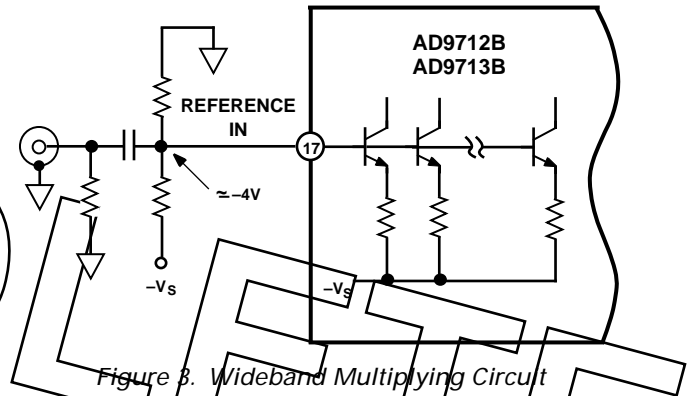 AD9712B
AD9713B
REFERENCE
IN
17
≃–4V
–VS
–VS
Figure 3. Wideband Multiplying Circuit